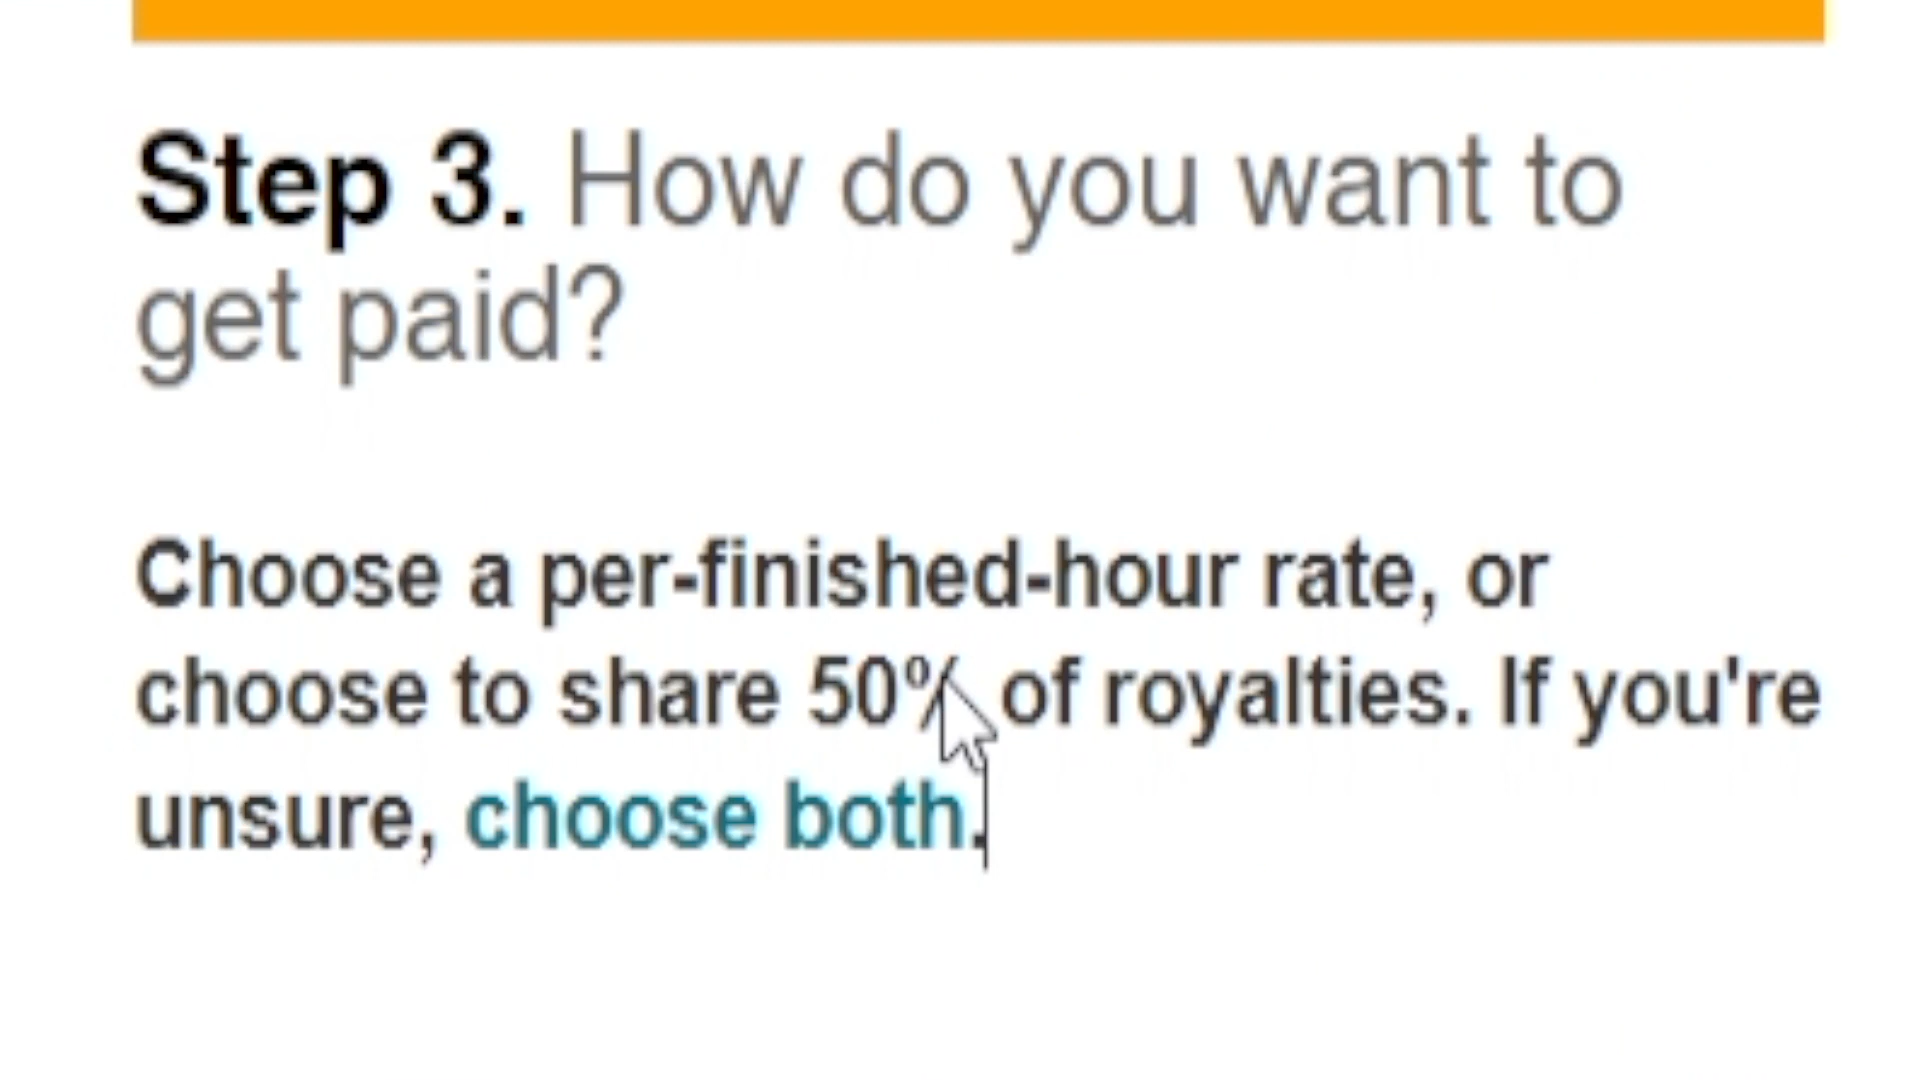 Step 3. How do you want to
get paid?
Choose a per-finished-hour rate, or
choose to share 50% of royalties. If you're
unsure, choose both.